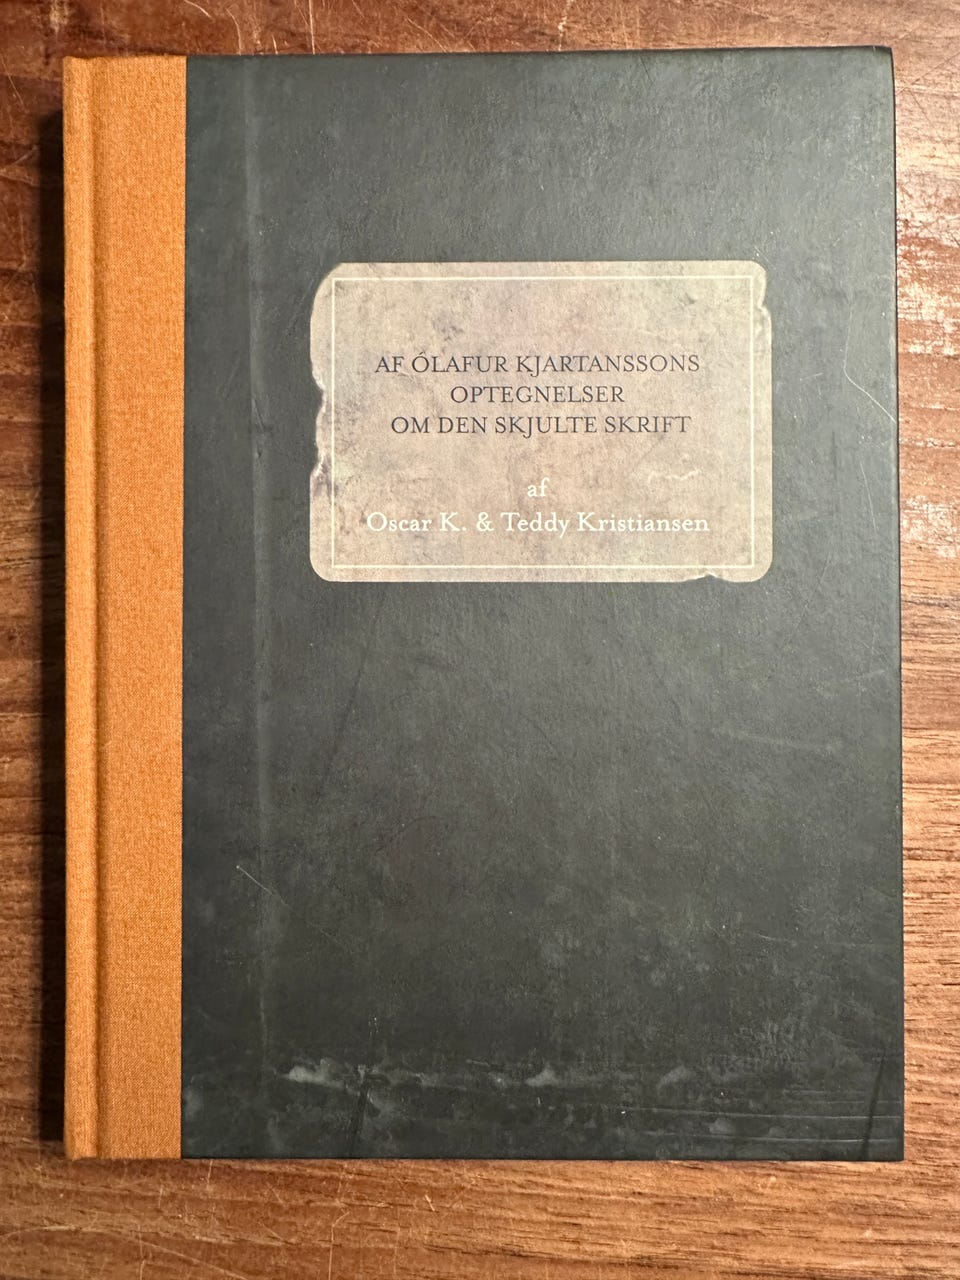 AF ÓLAFUR KJARTANSSONS
OPTEGNELSER
OM DEN SKJULTE SKRIFT
af
Oscar K. & Teddy Kristiansen